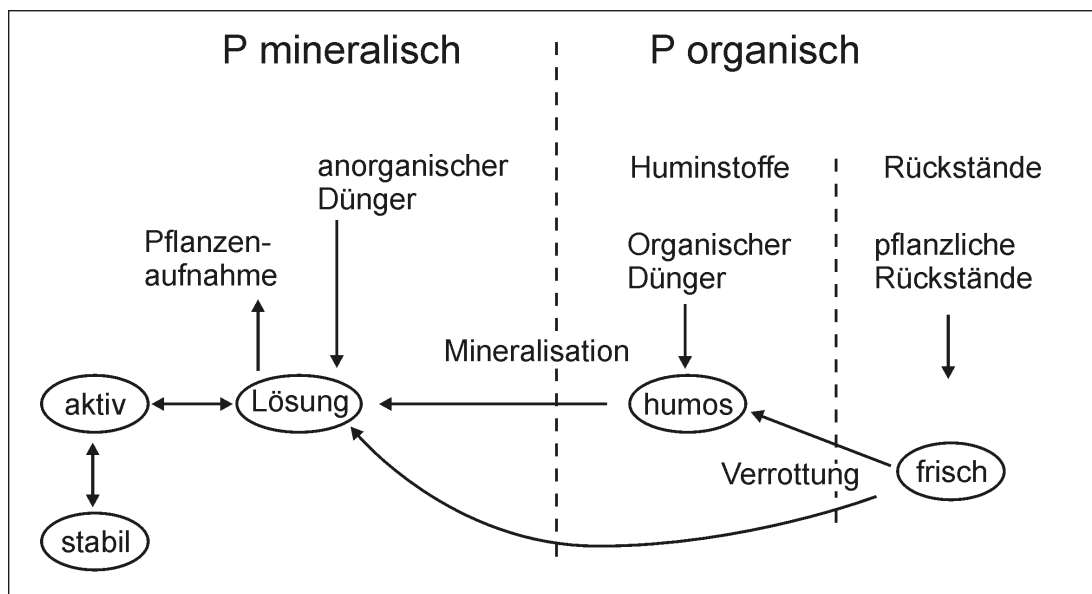 P mineralisch
P organisch
anorganischer
Dünger
Huminstoffe
Rückstände
Pflanzen-
aufnahme
Organischer
Dünger
pflanzliche
Rückstände
Mineralisation
aktiv
Lösung
humos
Verrottung
frisch
stabil